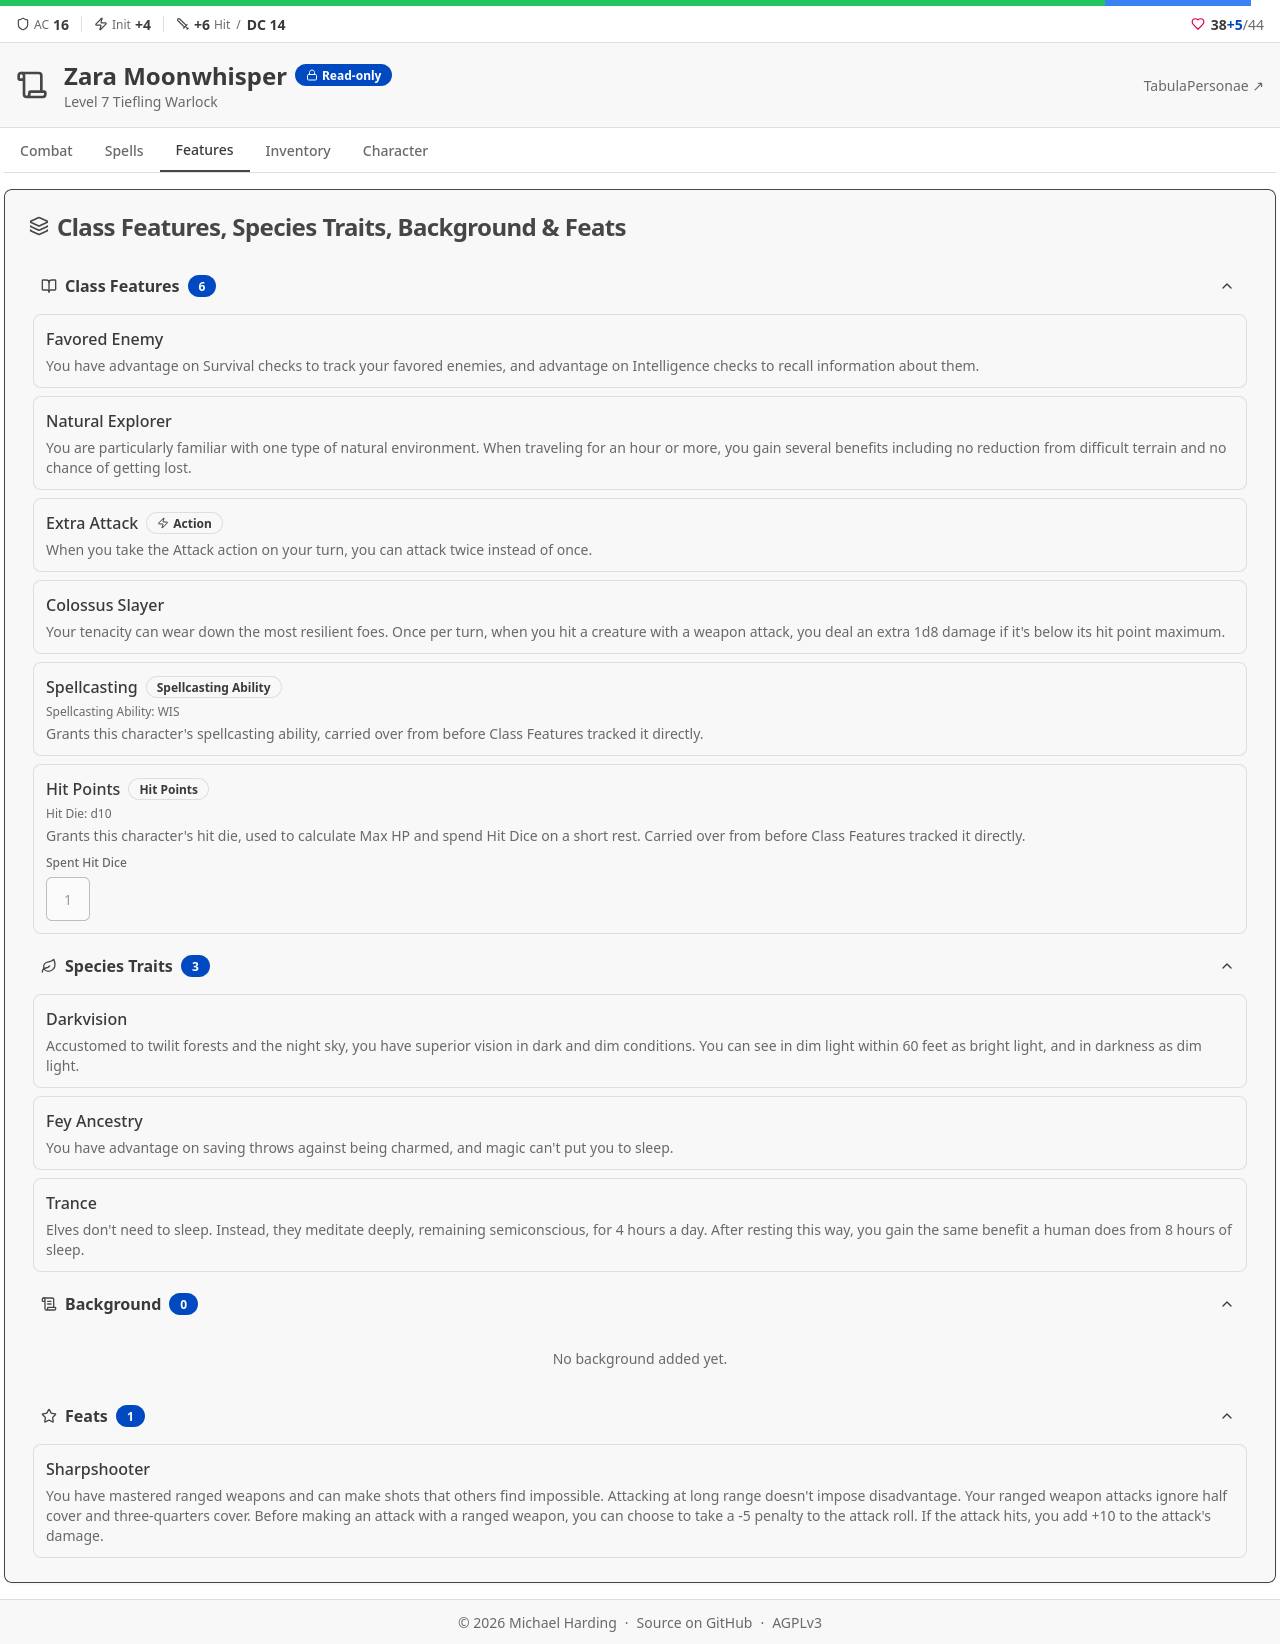 AC 16 Init +4 +6 Hit / DC 14 38+5/44
Zara Moonwhisper Read-only
Level 7 Tiefling Warlock
TabulaPersonae ↗
Combat Spells Features Inventory Character
Class Features, Species Traits, Background & Feats
Class Features 6
Favored Enemy
You have advantage on Survival checks to track your favored enemies, and advantage on Intelligence checks to recall information about them.
Natural Explorer
You are particularly familiar with one type of natural environment. When traveling for an hour or more, you gain several benefits including no reduction from difficult terrain and no
chance of getting lost.
Extra Attack Action
When you take the Attack action on your turn, you can attack twice instead of once.
Colossus Slayer
Your tenacity can wear down the most resilient foes. Once per turn, when you hit a creature with a weapon attack, you deal an extra 1d8 damage if it's below its hit point maximum.
Spellcasting Spellcasting Ability
Spellcasting Ability: WIS
Grants this character's spellcasting ability, carried over from before Class Features tracked it directly.
Hit Points Hit Points
Hit Die: d10
Grants this character's hit die, used to calculate Max HP and spend Hit Dice on a short rest. Carried over from before Class Features tracked it directly.
Spent Hit Dice
1
Species Traits 3
Darkvision
Accustomed to twilit forests and the night sky, you have superior vision in dark and dim conditions. You can see in dim light within 60 feet as bright light, and in darkness as dim
light.
Fey Ancestry
You have advantage on saving throws against being charmed, and magic can't put you to sleep.
Trance
Elves don't need to sleep. Instead, they meditate deeply, remaining semiconscious, for 4 hours a day. After resting this way, you gain the same benefit a human does from 8 hours of
sleep.
Background 0
No background added yet.
Feats 1
Sharpshooter
You have mastered ranged weapons and can make shots that others find impossible. Attacking at long range doesn't impose disadvantage. Your ranged weapon attacks ignore half
cover and three-quarters cover. Before making an attack with a ranged weapon, you can choose to take a -5 penalty to the attack roll. If the attack hits, you add +10 to the attack's
damage.
© 2026 Michael Harding · Source on GitHub · AGPLv3